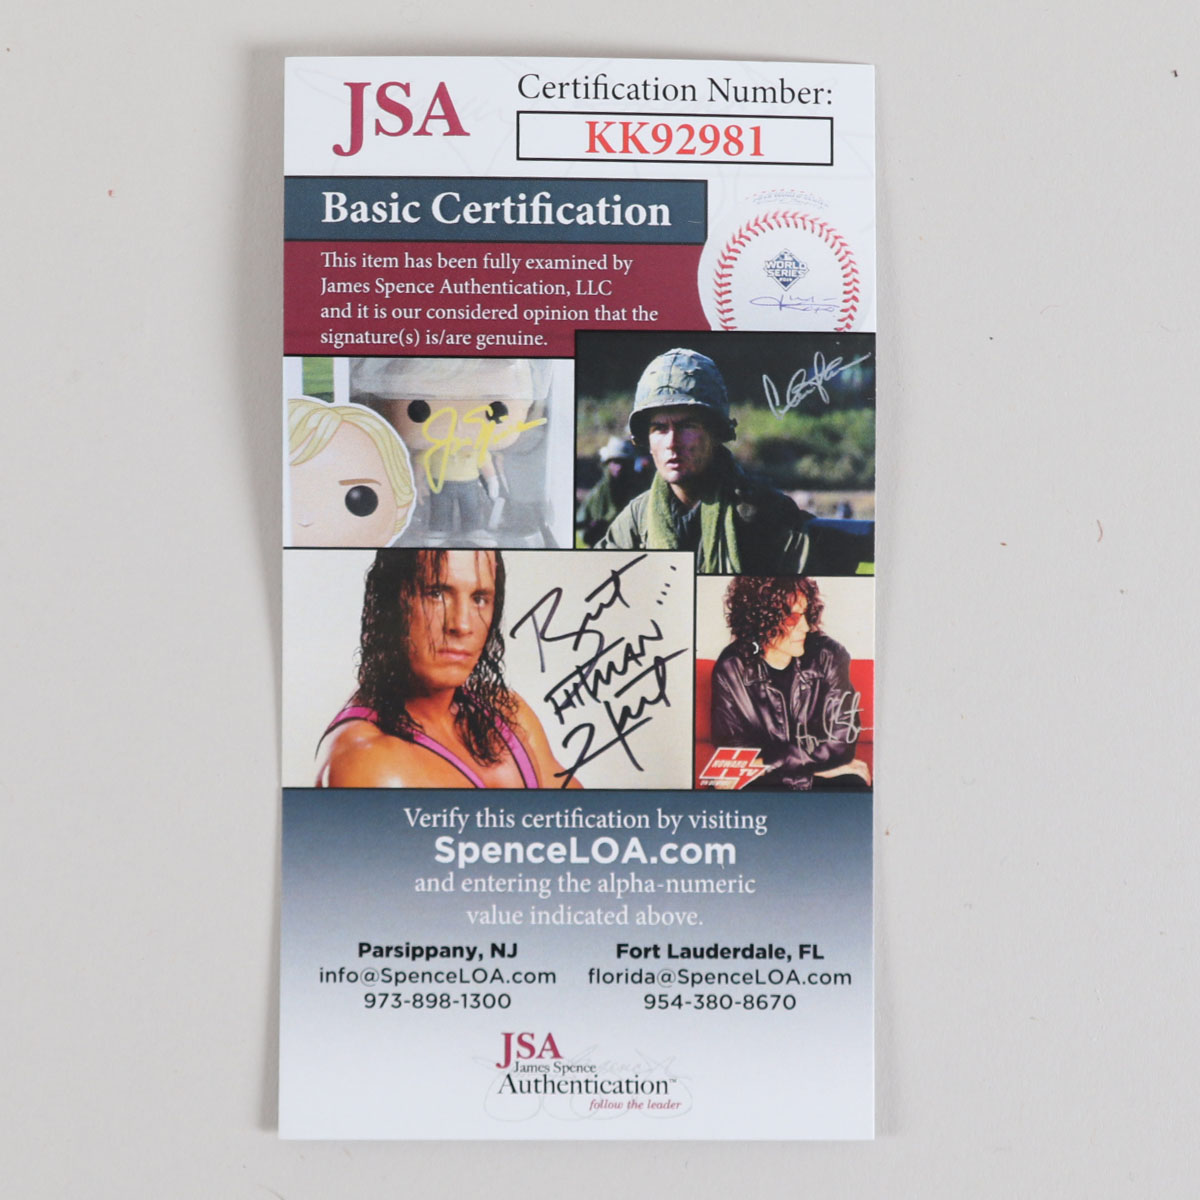 JSA
Certification Number:
KK92981
Basic Certification
This item has been fully examined by
James Spence Authentication, LLC
and it is our considered opinion that the
signature(s) is/are genuine.
WORLD
SERIES
Bret
HITMAN
Hart
HOWARD
TV
Verify this certification by visiting
SpenceLOA.com
and entering the alpha-numeric
value indicated above.
Parsippany, NJ
info@SpenceLOA.com
973-898-1300
Fort Lauderdale, FL
florida@SpenceLOA.com
954-380-8670
JSA
James Spence
Authentication™
follow the leader